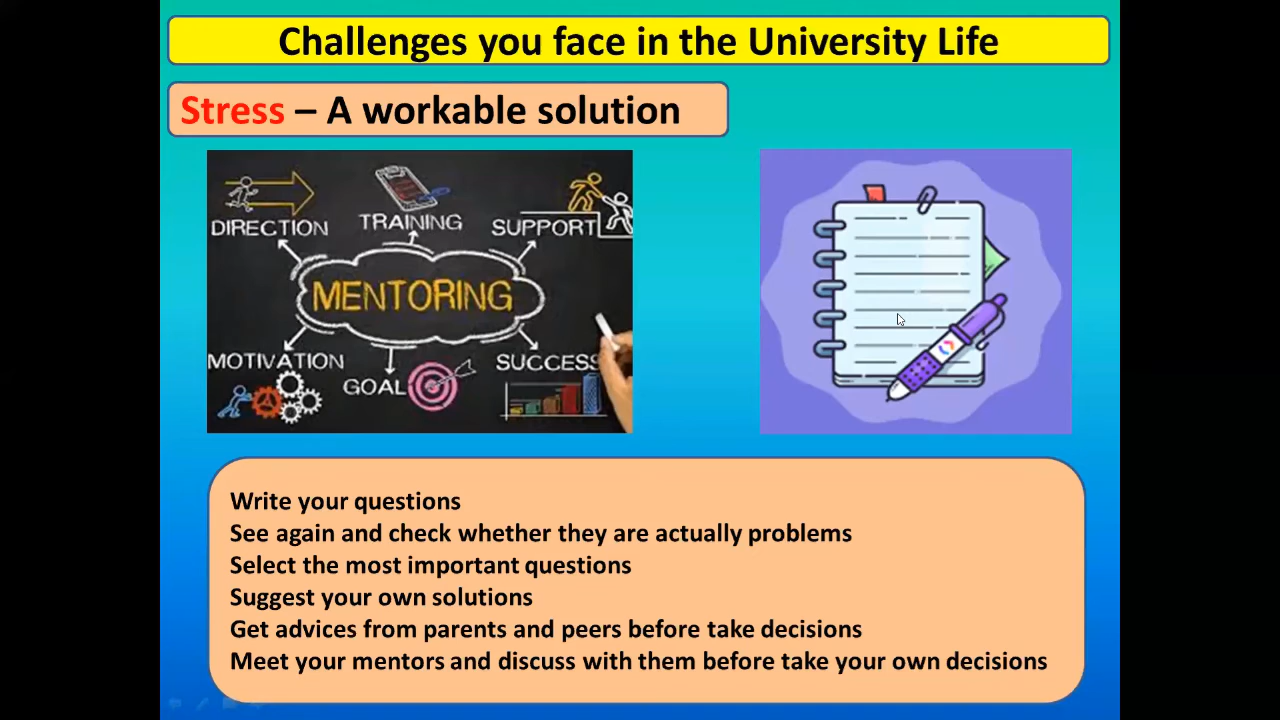 Challenges you face in the University Life
Stress – A workable solution
DIRECTION
TRAINING
SUPPORT
MENTORING
MOTIVATION
GOAL
SUCCESS
Write your questions
See again and check whether they are actually problems
Select the most important questions
Suggest your own solutions
Get advices from parents and peers before take decisions
Meet your mentors and discuss with them before take your own decisions